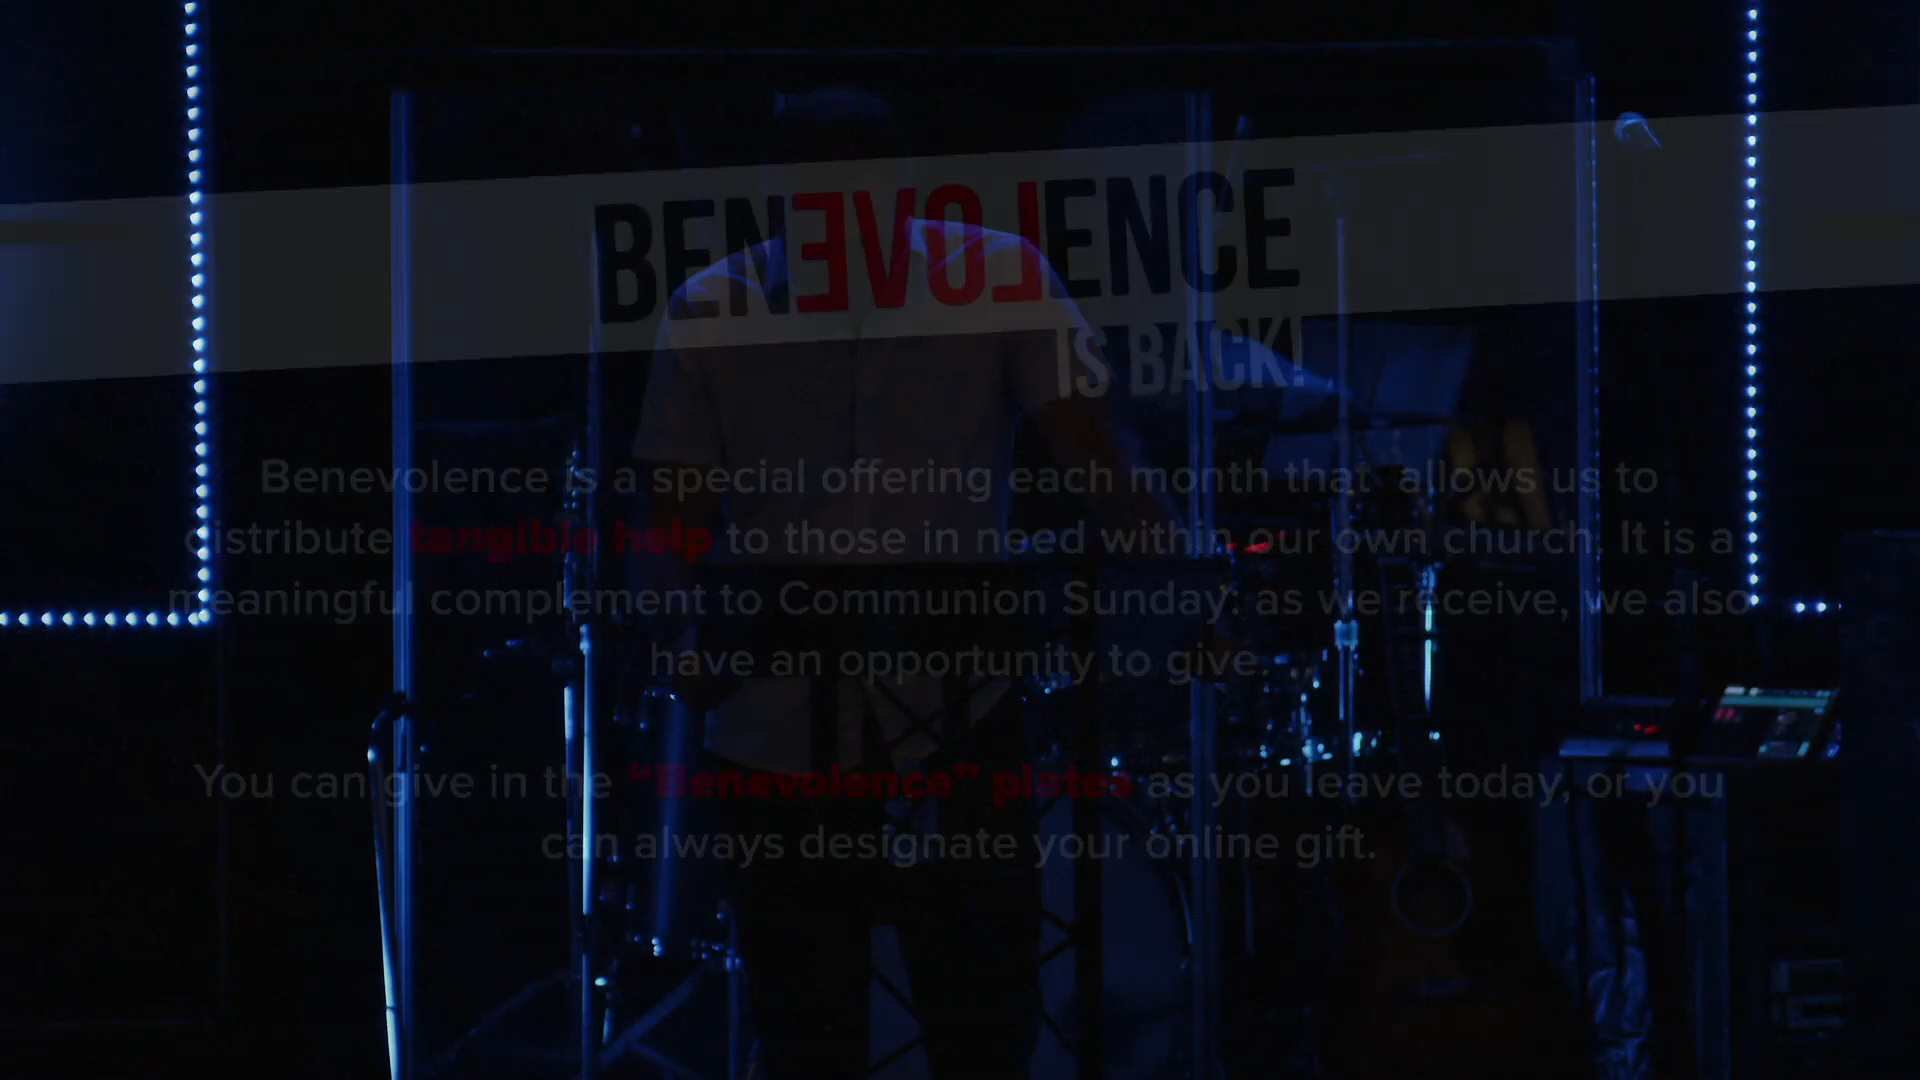 BENEVOLENCE
IS BACK!
Benevolence is a special offering each month that allows us to
distribute tangible help to those in need within our own church. It is a
meaningful complement to Communion Sunday: as we receive, we also
have an opportunity to give.
You can give in the “Benevolence” plates as you leave today, or you
can always designate your online gift.